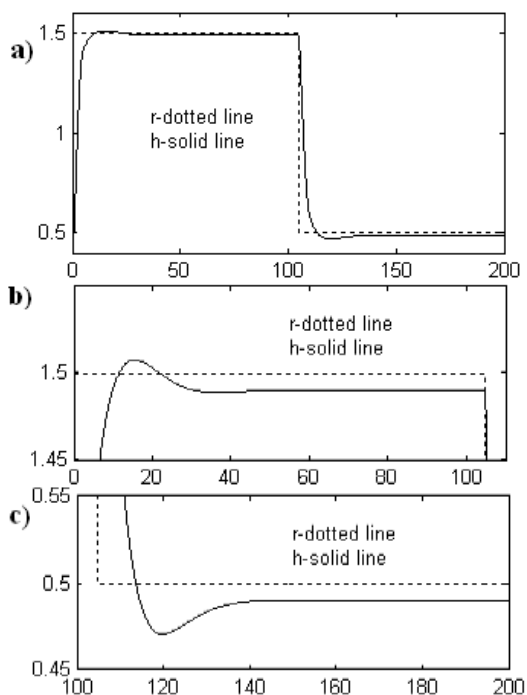 a)
1.5
1
0.5
r-dotted line
h-solid line
0 50 100 150 200
b)
1.5
1.45
r-dotted line
h-solid line
0 20 40 60 80 100
c)
0.55
0.5
0.45
r-dotted line
h-solid line
100 120 140 160 180 200